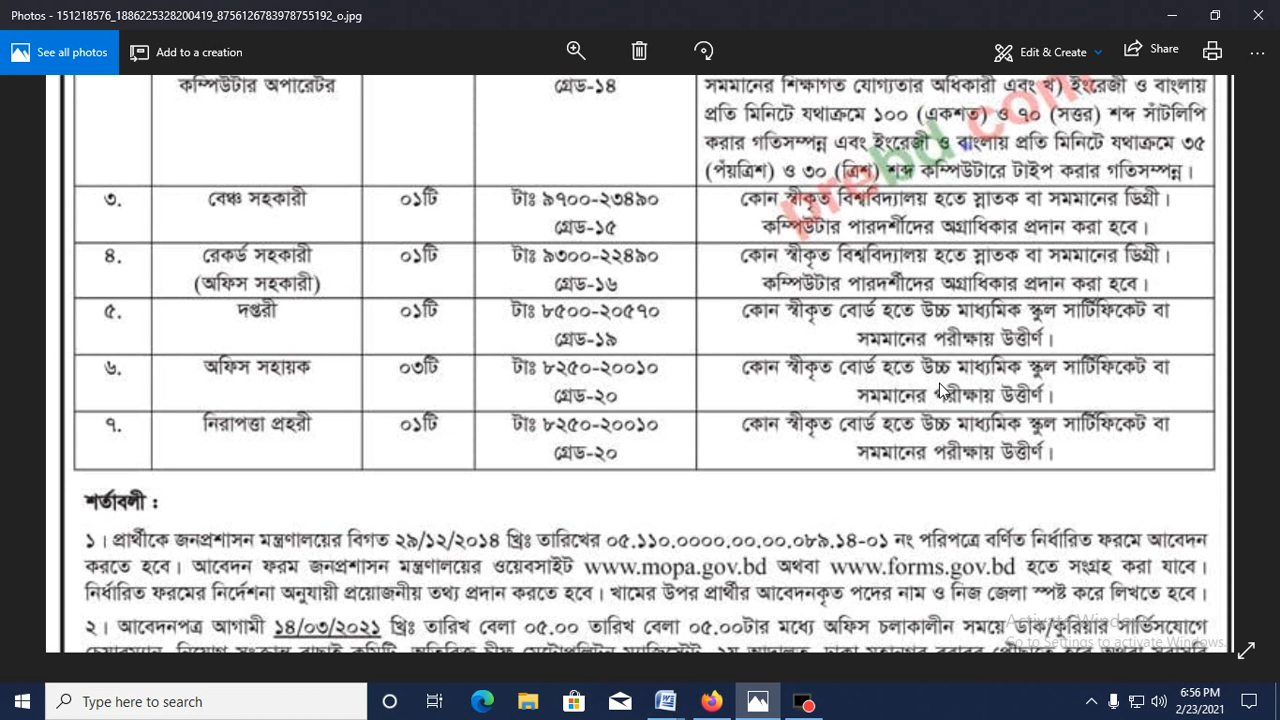 Photos - 151218576_1886225328200419_8756126783978755192_o.jpg
See all photos
Add to a creation
Edit & Create
Share
কম্পিউটার অপারেটর
গ্রেড-১৪
সমমানের শিক্ষাগত যোগ্যতার অধিকারী এবং খ) ইংরেজী ও বাংলায়
প্রতি মিনিটে যথাক্রমে ১০০ (একশত) ও ৭০ (সত্তর) শব্দ সাঁটলিপি
করার গতিসম্পন্ন এবং ইংরেজী ও বাংলায় প্রতি মিনিটে যথাক্রমে ৩৫
(পঁয়ত্রিশ) ও ৩০ (ত্রিশ) শব্দ কম্পিউটারে টাইপ করার গতিসম্পন্ন।
prebd.com
৩. বেঞ্চ সহকারী ০১টি টাঃ ৯৭০০-২৩৪৯০ কোন স্বীকৃত বিশ্ববিদ্যালয় হতে স্নাতক বা সমমানের ডিগ্রী।
গ্রেড-১৫ কম্পিউটার পারদর্শীদের অগ্রাধিকার প্রদান করা হবে।
৪. রেকর্ড সহকারী ০১টি টাঃ ৯৩০০-২২৪৯০ কোন স্বীকৃত বিশ্ববিদ্যালয় হতে স্নাতক বা সমমানের ডিগ্রী।
(অফিস সহকারী) গ্রেড-১৬ কম্পিউটার পারদর্শীদের অগ্রাধিকার প্রদান করা হবে।
৫. দপ্তরী ০১টি টাঃ ৮৫০০-২০৫৭০ কোন স্বীকৃত বোর্ড হতে উচ্চ মাধ্যমিক স্কুল সার্টিফিকেট বা
গ্রেড-১৯ সমমানের পরীক্ষায় উত্তীর্ণ।
৬. অফিস সহায়ক ০৩টি টাঃ ৮২৫০-২০০১০ কোন স্বীকৃত বোর্ড হতে উচ্চ মাধ্যমিক স্কুল সার্টিফিকেট বা
গ্রেড-২০ সমমানের পরীক্ষায় উত্তীর্ণ।
৭. নিরাপত্তা প্রহরী ০১টি টাঃ ৮২৫০-২০০১০ কোন স্বীকৃত বোর্ড হতে উচ্চ মাধ্যমিক স্কুল সার্টিফিকেট বা
গ্রেড-২০ সমমানের পরীক্ষায় উত্তীর্ণ।
শর্তাবলী :
১। প্রার্থীকে জনপ্রশাসন মন্ত্রণালয়ের বিগত ২৯/১২/২০১৪ খ্রিঃ তারিখের ০৫.১১০.০০০০.০০.০০.০৮৯.১৪-০১ নং পরিপত্রে বর্ণিত নির্ধারিত ফরমে আবেদন
করতে হবে। আবেদন ফরম জনপ্রশাসন মন্ত্রণালয়ের ওয়েবসাইট www.mopa.gov.bd অথবা www.forms.gov.bd হতে সংগ্রহ করা যাবে।
নির্ধারিত ফরমের নির্দেশনা অনুযায়ী প্রয়োজনীয় তথ্য প্রদান করতে হবে। খামের উপর প্রার্থীর আবেদনকৃত পদের নাম ও নিজ জেলা স্পষ্ট করে লিখতে হবে।
২। আবেদনপত্র আগামী ১৪/০৩/২০২১ খ্রিঃ তারিখ বেলা ০৫.০০ তারিখ বেলা ০৫.০০টার মধ্যে অফিস চলাকালীন সময়ে ডাক/কুরিয়ার সার্ভিসযোগে
Activate Windows
Go to Settings to activate Windows.
Type here to search
6:56 PM
2/23/2021